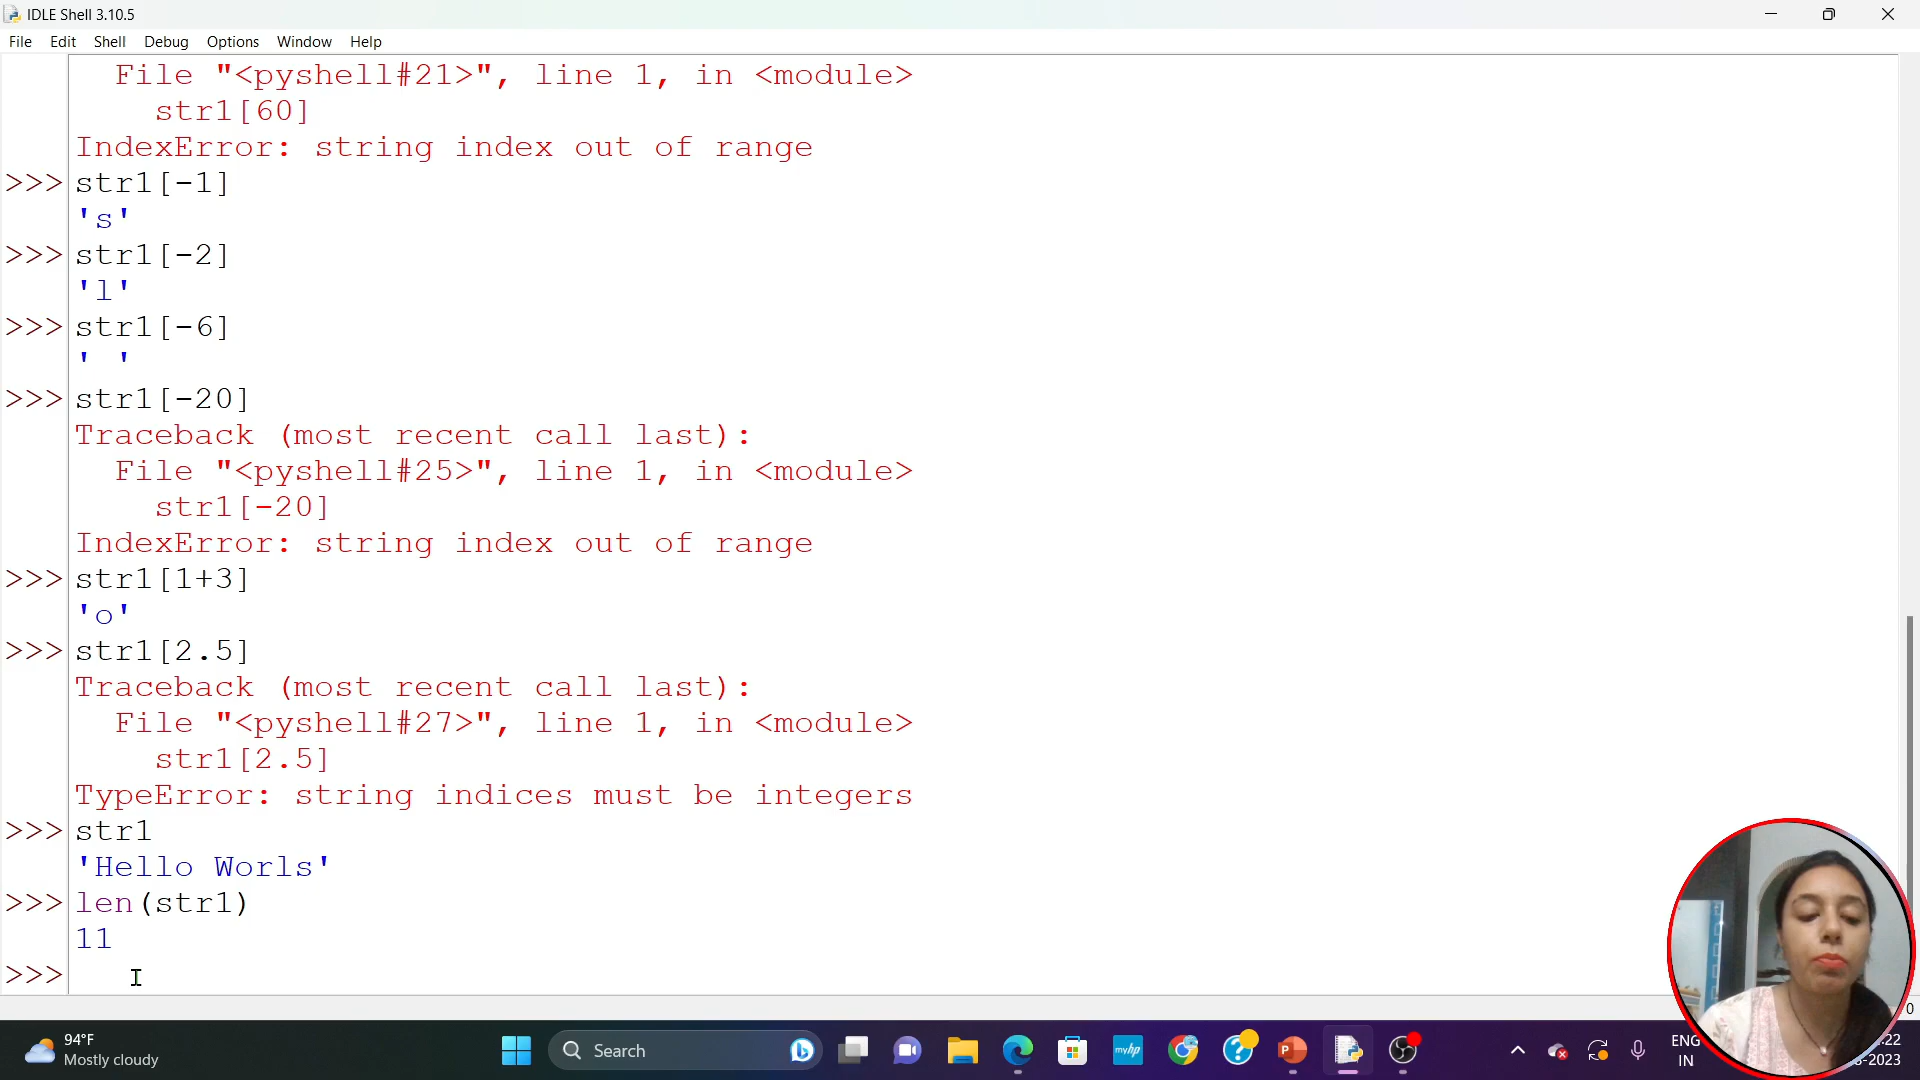 IDLE Shell 3.10.5
File Edit Shell Debug Options Window Help
File "<pyshell#21>", line 1, in <module>
str1[60]
IndexError: string index out of range
>>> str1[-1]
's'
>>> str1[-2]
'l'
>>> str1[-6]
' '
>>> str1[-20]
Traceback (most recent call last):
File "<pyshell#25>", line 1, in <module>
str1[-20]
IndexError: string index out of range
>>> str1[1+3]
'o'
>>> str1[2.5]
Traceback (most recent call last):
File "<pyshell#27>", line 1, in <module>
str1[2.5]
TypeError: string indices must be integers
>>> str1
'Hello Worls'
>>> len(str1)
11
>>>
0
94°F
Mostly cloudy
Search
myhp
ENG
IN
:22
-2023